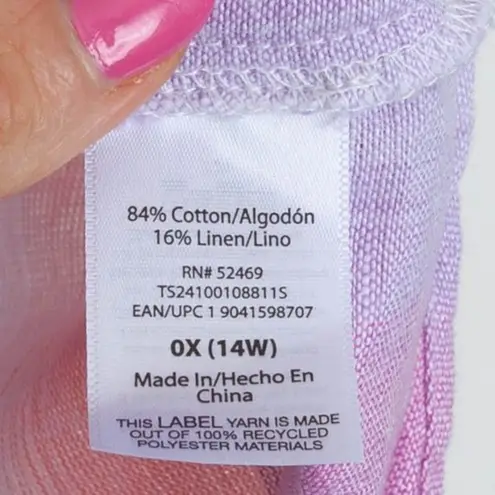 84% Cotton/Algodón
16% Linen/Lino
RN# 52469
TS24100108811S
EAN/UPC 1 9041598707
0X (14W)
Made In/Hecho En
China
THIS LABEL YARN IS MADE
OUT OF 100% RECYCLED
POLYESTER MATERIALS